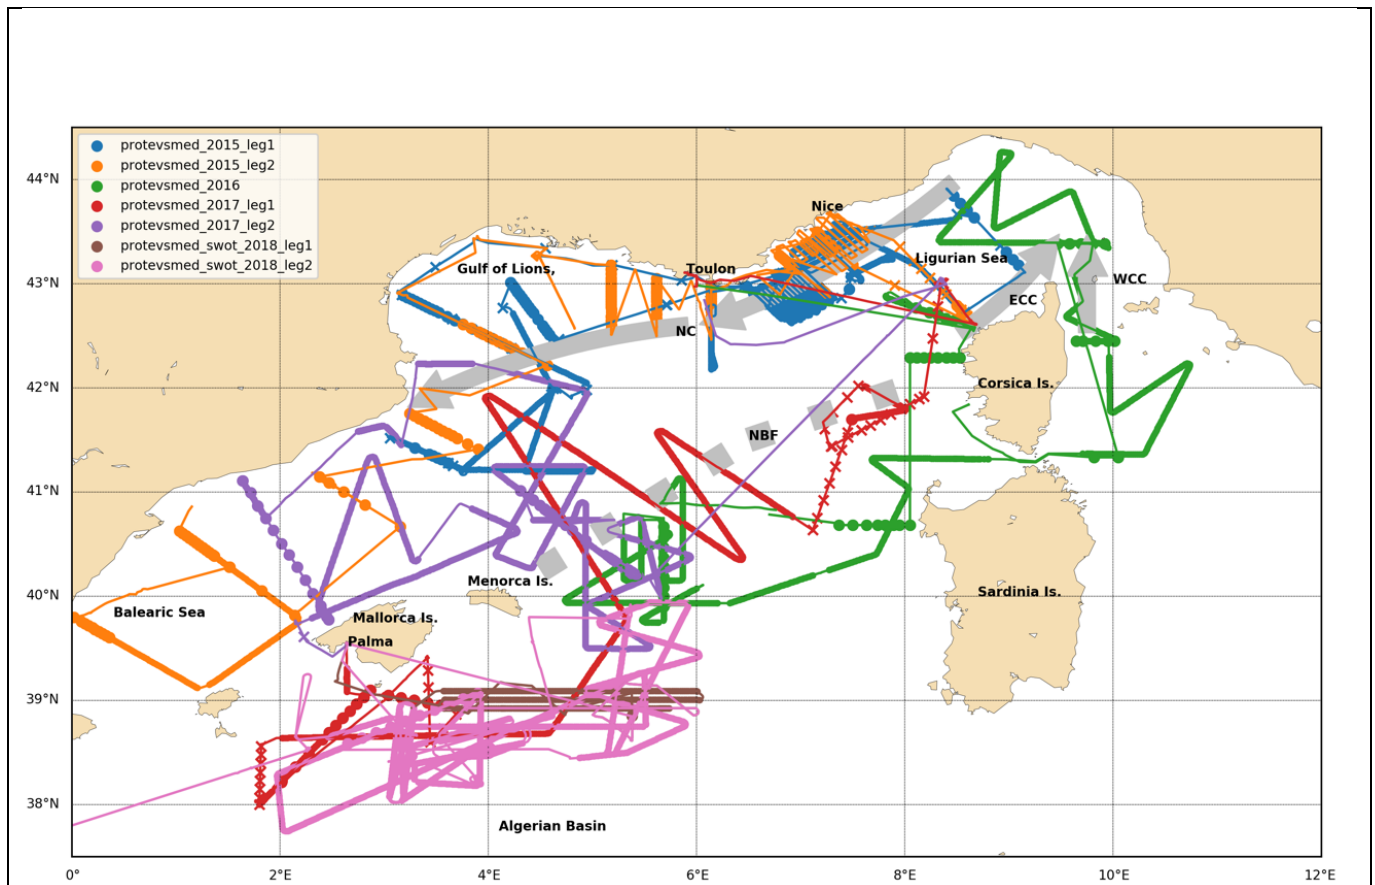 protevsmed_2015_leg1
protevsmed_2015_leg2
protevsmed_2016
protevsmed_2017_leg1
protevsmed_2017_leg2
protevsmed_swot_2018_leg1
protevsmed_swot_2018_leg2
44°N
43°N
42°N
41°N
40°N
39°N
38°N
Nice
Gulf of Lions,
Toulon
Ligurian Sea
WCC
ECC
NC
Corsica Is.
NBF
Menorca Is.
Sardinia Is.
Balearic Sea
Mallorca Is.
Palma
Algerian Basin
0°
2°E
4°E
6°E
8°E
10°E
12°E